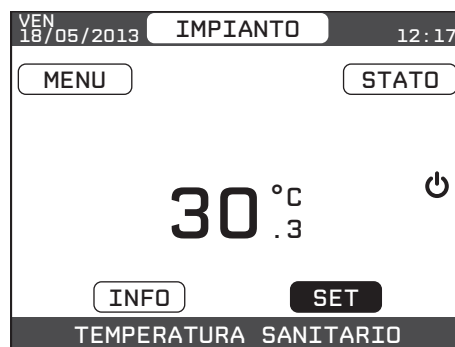 VEN
18/05/2013 IMPIANTO 12:17
MENU STATO
30 °C
.3
INFO SET
TEMPERATURA SANITARIO